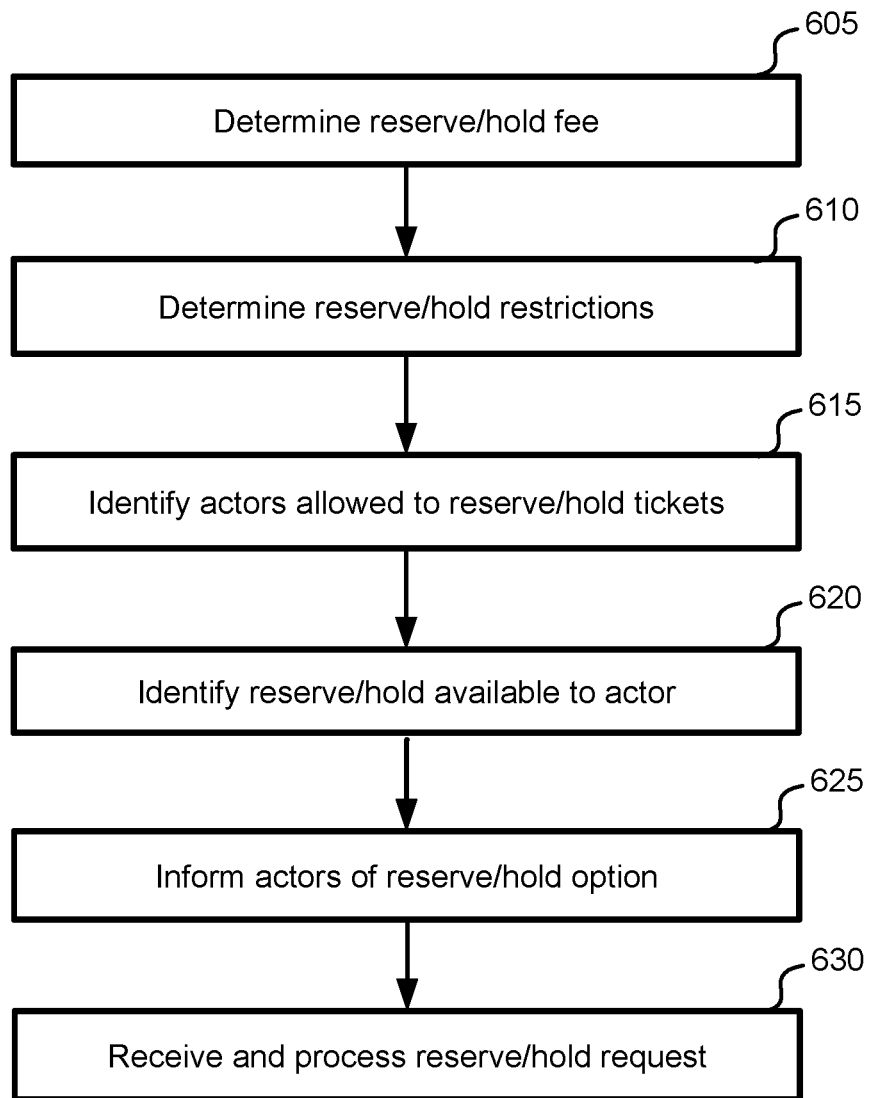 605
Determine reserve/hold fee
610
Determine reserve/hold restrictions
615
Identify actors allowed to reserve/hold tickets
620
Identify reserve/hold available to actor
625
Inform actors of reserve/hold option
630
Receive and process reserve/hold request